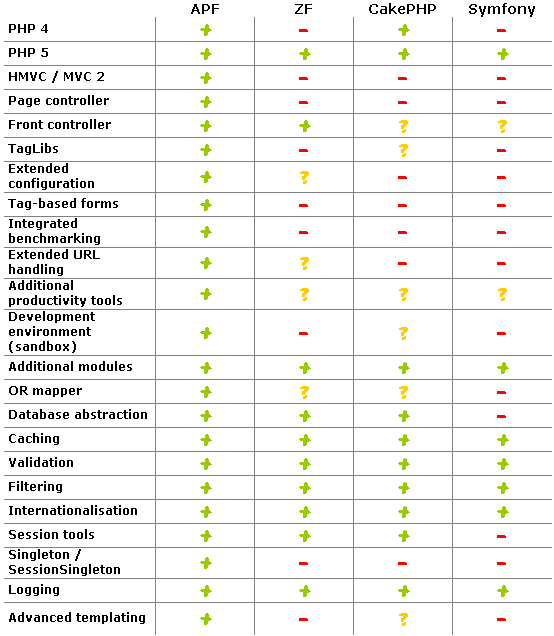 APF ZF CakePHP Symfony
PHP 4 + - + -
PHP 5 + + + +
HMVC / MVC 2 + - - -
Page controller + - - -
Front controller + + ? ?
TagLibs + - ? -
Extended
configuration + ? - -
Tag-based forms + - - -
Integrated
benchmarking + - - -
Extended URL
handling + ? - -
Additional
productivity tools + ? ? ?
Development
environment + - ? -
(sandbox)
Additional modules + + + +
OR mapper + ? ? -
Database abstraction + + + -
Caching + + + +
Validation + + + +
Filtering + + + +
Internationalisation + + + +
Session tools + + + -
Singleton /
SessionSingleton + - - -
Logging + + + +
Advanced templating + - ? -